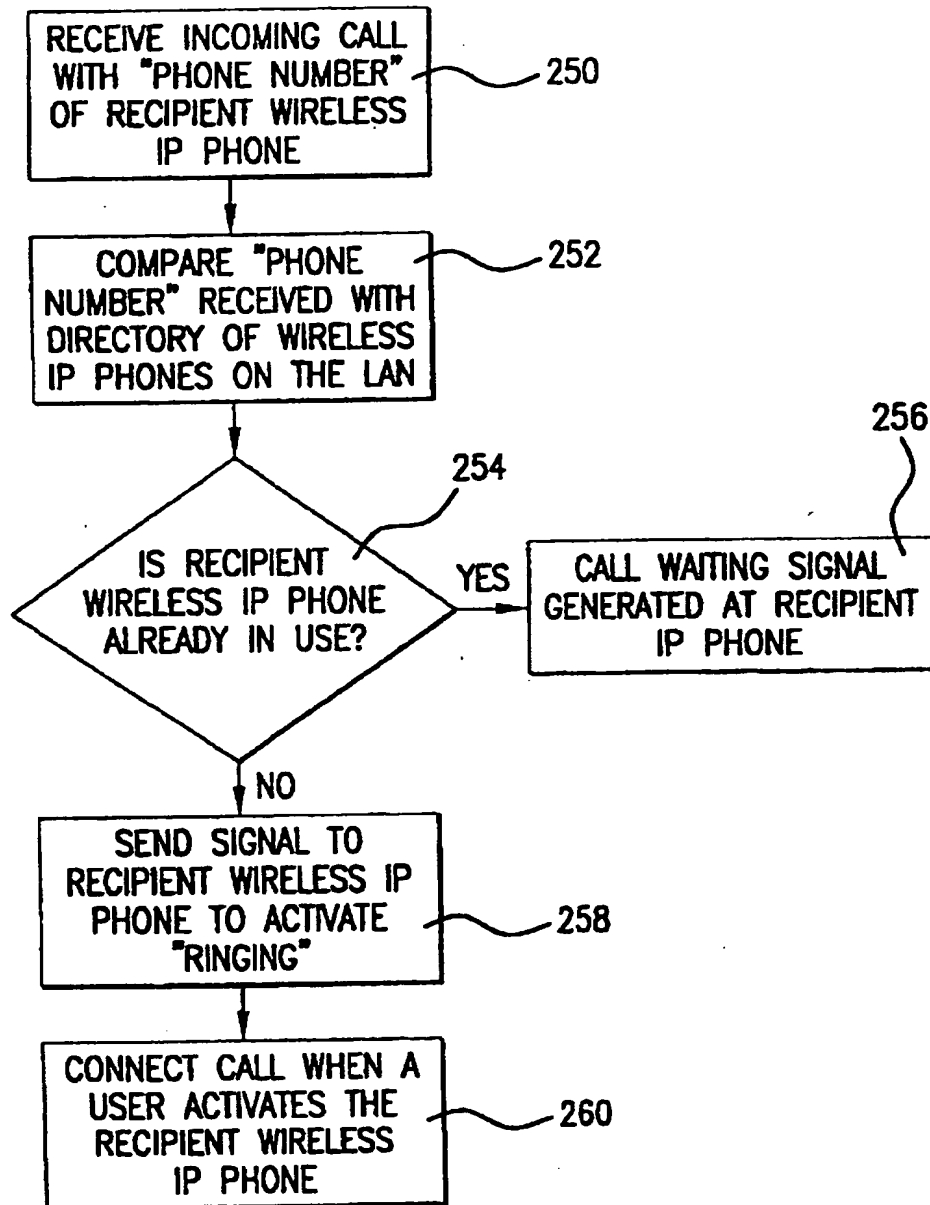 RECEIVE INCOMING CALL
WITH "PHONE NUMBER"
OF RECIPIENT WIRELESS
IP PHONE
250
COMPARE "PHONE
NUMBER" RECEIVED WITH
DIRECTORY OF WIRELESS
IP PHONES ON THE LAN
252
IS RECIPIENT
WIRELESS IP PHONE
ALREADY IN USE?
254
YES
CALL WAITING SIGNAL
GENERATED AT RECIPIENT
IP PHONE
256
NO
SEND SIGNAL TO
RECIPIENT WIRELESS IP
PHONE TO ACTIVATE
"RINGING"
258
CONNECT CALL WHEN A
USER ACTIVATES THE
RECIPIENT WIRELESS
IP PHONE
260